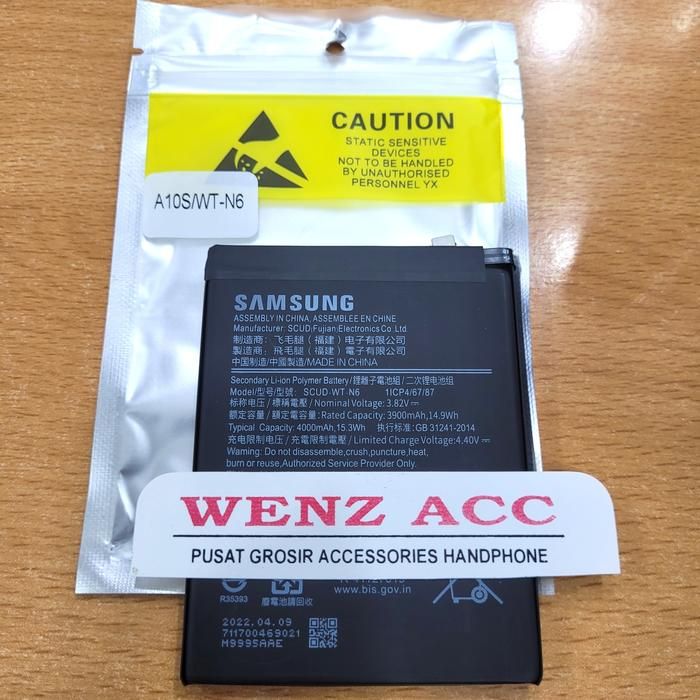 CAUTION
STATIC SENSITIVE
DEVICES
NOT TO BE HANDLED
BY UNAUTHORISED
PERSONNEL YX
A10S/WT-N6
SAMSUNG
ASSEMBLY IN CHINA, ASSEMBLEE EN CHINE
Manufacturer: SCUD(Fujian)Electronics Co.,Ltd.
制造商: 飞毛腿（福建）电子有限公司
製造商: 飛毛腿（福建）電子有限公司
中国制造/中國製造/MADE IN CHINA
Secondary Li-ion Polymer Battery/鋰離子電池組/二次锂电池组
Model/型号/型號: SCUD-WT-N6 1ICP4/67/87
标称电压/標稱電壓/Nominal Voltage:3.82V⎓
额定容量/額定容量/Rated Capacity:3900mAh,14.9Wh
Typical Capacity:4000mAh,15.3Wh 执行标准:GB 31241-2014
充电限制电压/充電限制電壓/Limited Charge Voltage:4.40V⎓
Warning: Do not disassemble,crush,puncture,heat,
burn or reuse,Authorized Service Provider Only.
WENZ ACC
PUSAT GROSIR ACCESSORIES HANDPHONE
www.bis.gov.in
R35393
廢電池請回收
2022.04.09
711700469021
M9995AAE